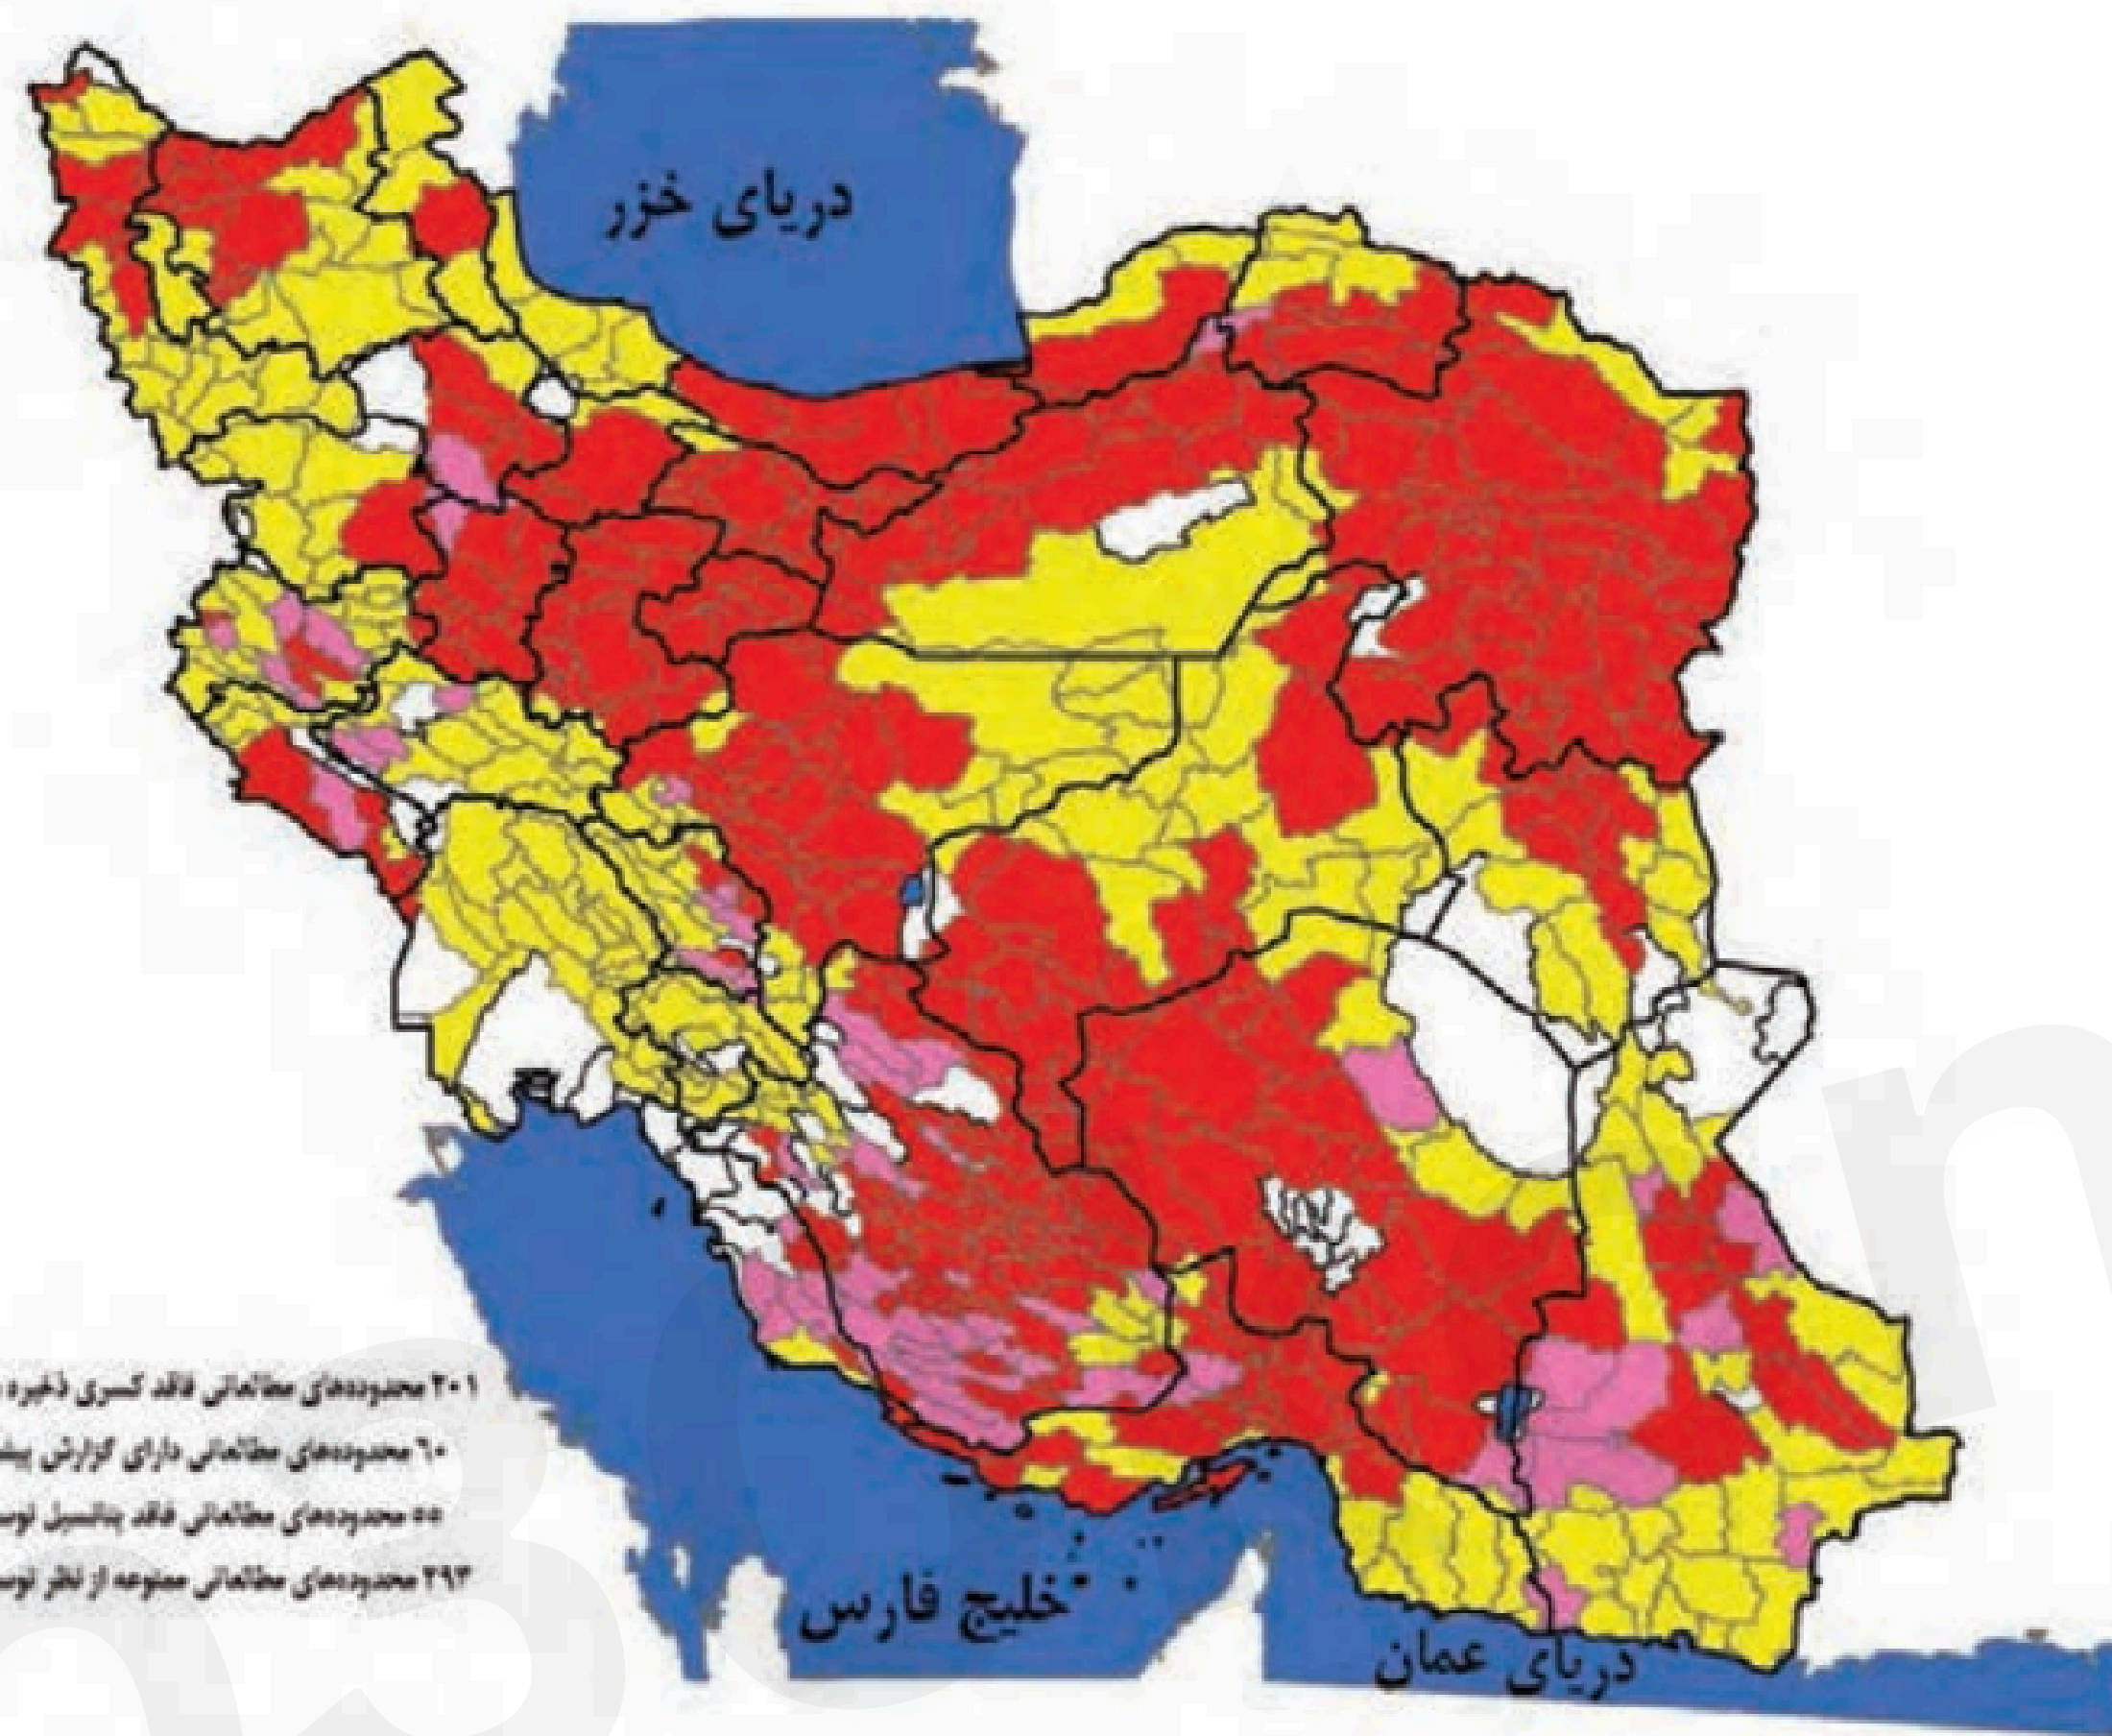 دریای خزر
۲۰۱ محدوده‌های مطالعاتی فاقد کسری ذخیره
۶۰ محدوده‌های مطالعاتی دارای گزارش
۵۵ محدوده‌های مطالعاتی فاقد پتانسیل
۲۹۳ محدوده‌های مطالعاتی ممنوعه از نظر
خلیج فارس
دریای عمان